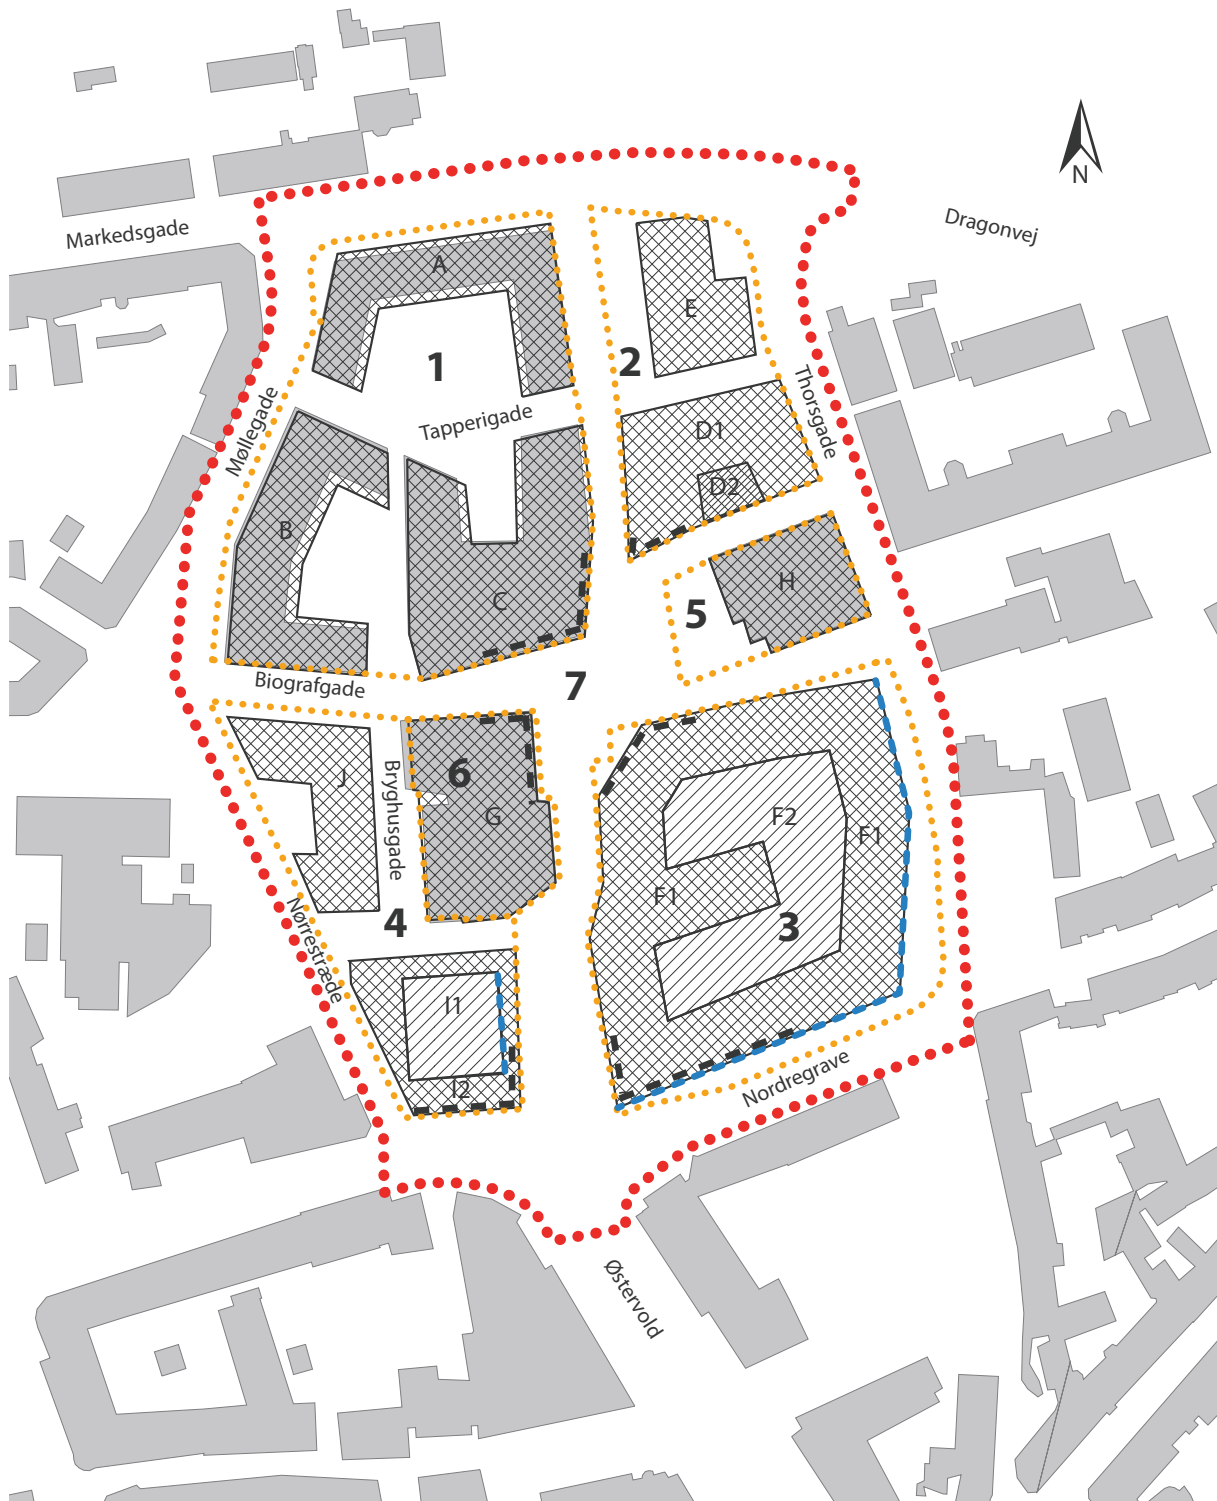 N
Dragonvej
Markedsgade
A
E
1
2
Tapperigade
Thorsgade
Møllegade
D1
D2
B
H
C
5
Biografgade
7
J
Bryghusgade
6
G
F2
F1
F1
4
3
Nørrestræde
I1
I2
Nordregrave
Østervold